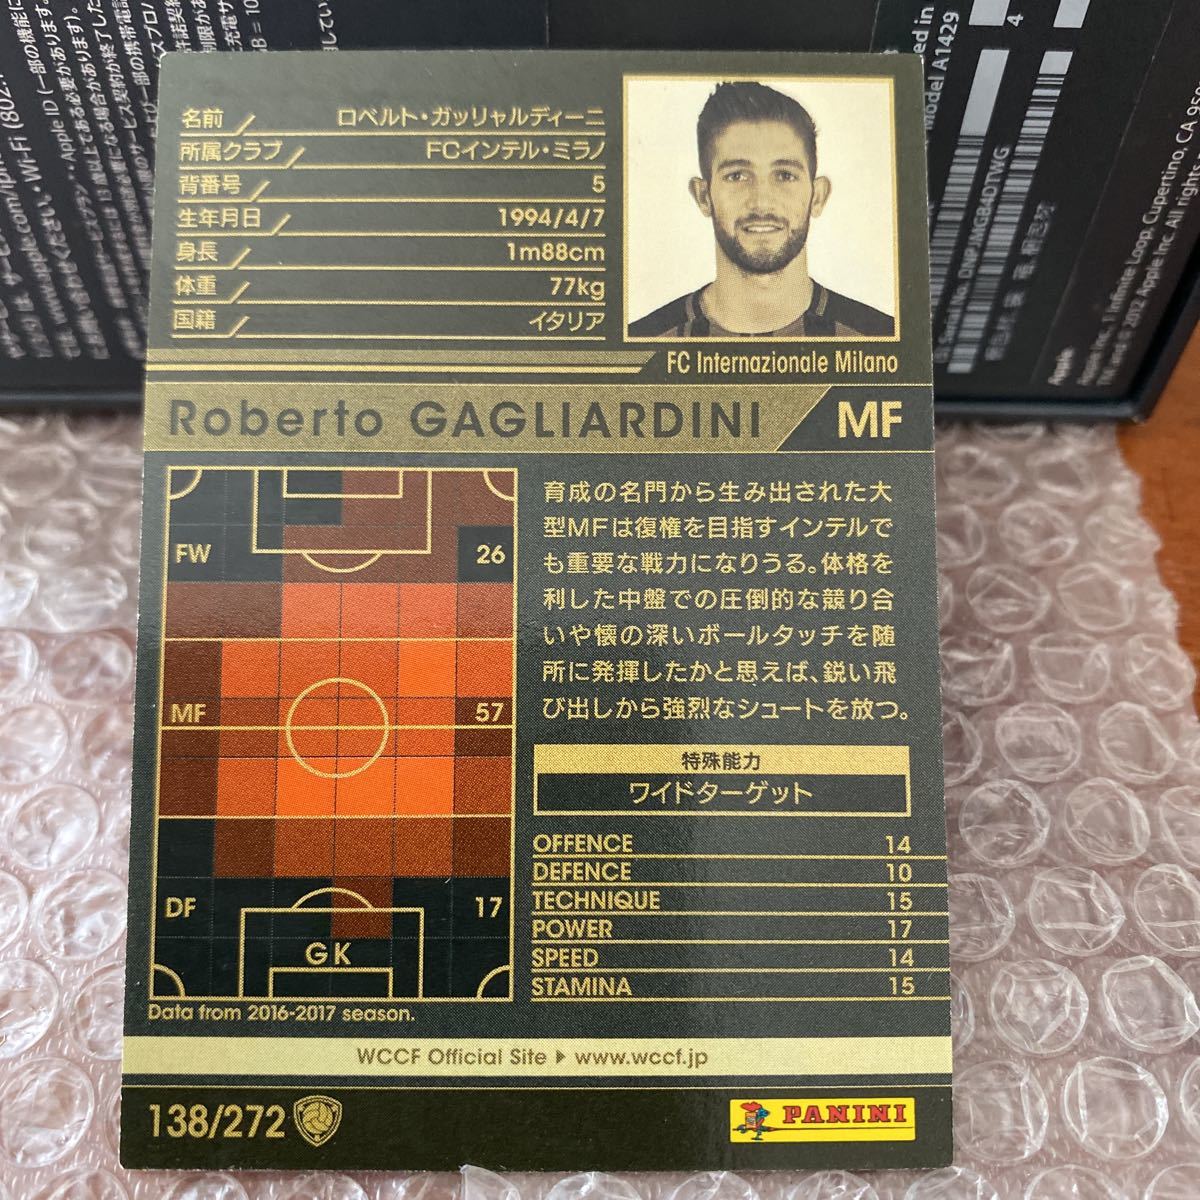 名前 ロベルト・ガッリャルディーニ
所属クラブ FCインテル・ミラノ
背番号 5
生年月日 1994/4/7
身長 1m88cm
体重 77kg
国籍 イタリア
FC Internazionale Milano
Roberto GAGLIARDINI MF
FW 26
MF 57
DF 17
GK
Data from 2016-2017 season.
育成の名門から生み出された大
型MFは復権を目指すインテルで
も重要な戦力になりうる。体格を
利した中盤での圧倒的な競り合
いや懐の深いボールタッチを随
所に発揮したかと思えば、鋭い飛
び出しから強烈なシュートを放つ。
特殊能力
ワイドターゲット
OFFENCE 14
DEFENCE 10
TECHNIQUE 15
POWER 17
SPEED 14
STAMINA 15
WCCF Official Site ▶ www.wccf.jp
138/272
PANINI
Model A1429
4
Apple Inc., 1 Infinite Loop, Cupertino, CA